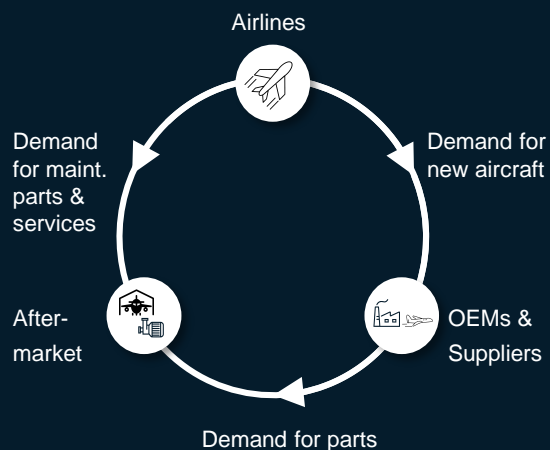 Airlines
Demand
for maint.
parts &
services
Demand for
new aircraft
After-
market
OEMs &
Suppliers
Demand for parts